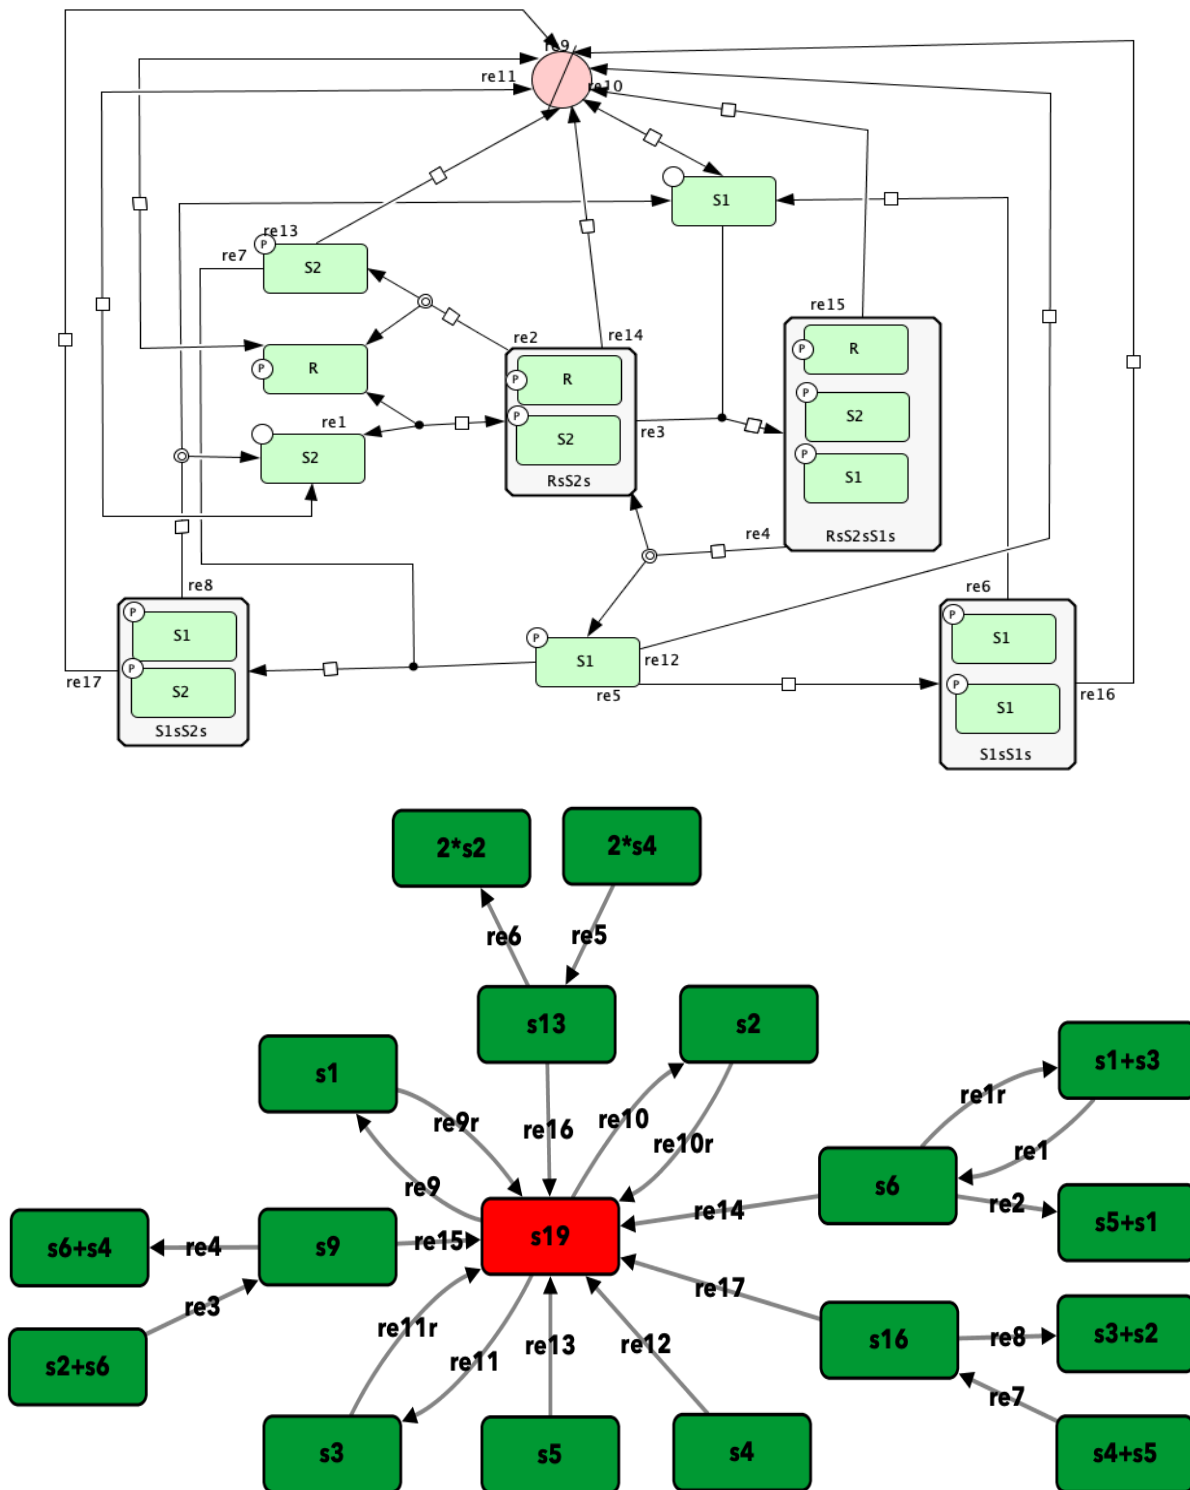 re9
re11
re10
S1
P
re13
re7
S2
re15
re2
re14
P
R
P
R
P
R
P
S2
P
S2
re1
S2
re3
P
S1
RsS2s
RsS2sS1s
re4
re8
re6
P
S1
P
S1
P
S1
re12
P
S2
P
S1
re17
re5
re16
S1sS2s
S1sS1s
2*s2
2*s4
re6
re5
s13
s2
s1
s1+s3
re9r
re16
re10
re10r
re1r
re1
re9
s6
re2
s5+s1
re14
s6+s4
re4
s9
re15
s19
re3
re17
s2+s6
re11r
re11
re13
re12
s16
re8
s3+s2
re7
s3
s5
s4
s4+s5